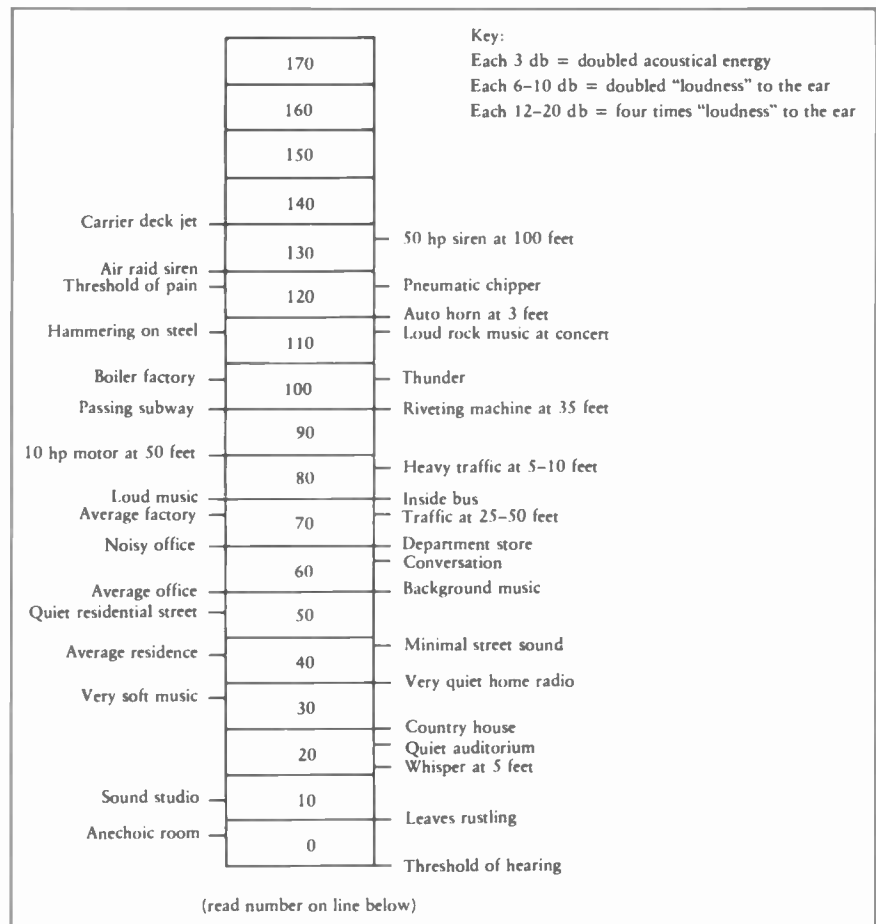 Key:
Each 3 db = doubled acoustical energy
Each 6–10 db = doubled “loudness” to the ear
Each 12–20 db = four times “loudness” to the ear
170
160
150
140
Carrier deck jet
50 hp siren at 100 feet
130
Air raid siren
Threshold of pain
Pneumatic chipper
120
Auto horn at 3 feet
Hammering on steel
Loud rock music at concert
110
Boiler factory
Thunder
100
Passing subway
Riveting machine at 35 feet
90
10 hp motor at 50 feet
Heavy traffic at 5–10 feet
80
Loud music
Inside bus
Average factory
Traffic at 25–50 feet
70
Noisy office
Department store
Conversation
60
Average office
Background music
Quiet residential street
50
Minimal street sound
Average residence
40
Very quiet home radio
Very soft music
30
Country house
Quiet auditorium
20
Whisper at 5 feet
Sound studio
10
Leaves rustling
Anechoic room
0
Threshold of hearing
(read number on line below)